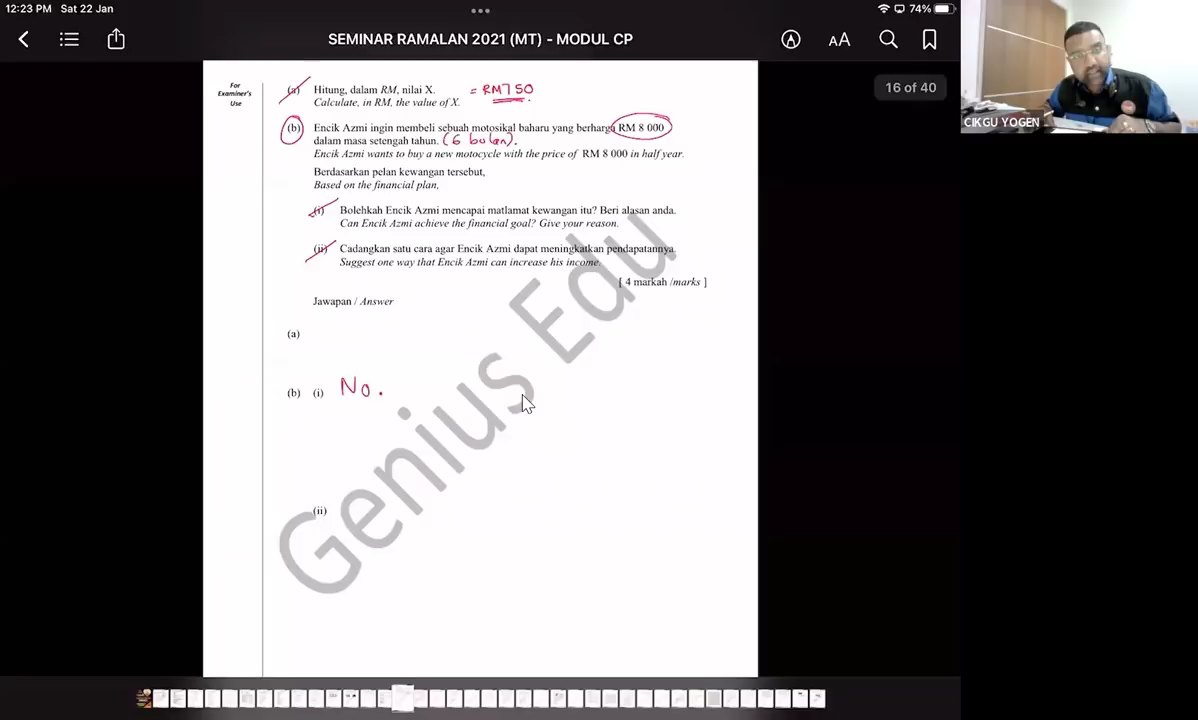 12:23 PM Sat 22 Jan
74%
SEMINAR RAMALAN 2021 (MT) - MODUL CP
AA
16 of 40
CIKGU YOGEN
For
Examiner's
Use
(a) Hitung, dalam RM, nilai X. = RM750
Calculate, in RM, the value of X.
(b) Encik Azmi ingin membeli sebuah motosikal baharu yang berharga RM 8 000
dalam masa setengah tahun. (6 bulan).
Encik Azmi wants to buy a new motocycle with the price of RM 8 000 in half year.
Berdasarkan pelan kewangan tersebut,
Based on the financial plan,
(i) Bolehkah Encik Azmi mencapai matlamat kewangan itu? Beri alasan anda.
Can Encik Azmi achieve the financial goal? Give your reason.
(ii) Cadangkan satu cara agar Encik Azmi dapat meningkatkan pendapatannya.
Suggest one way that Encik Azmi can increase his income.
[ 4 markah /marks ]
Jawapan / Answer
(a)
(b) (i) No.
(ii)
Genius Edu